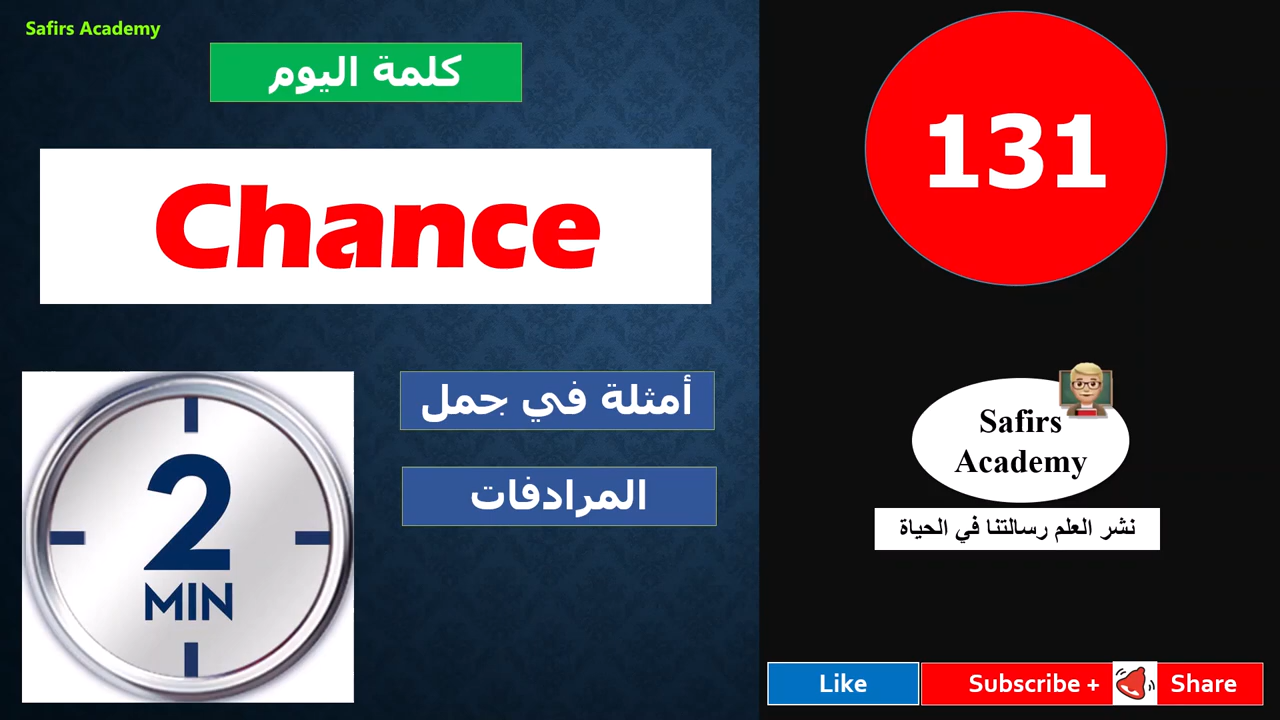 Safirs Academy
كلمة اليوم
Chance
2
MIN
أمثلة في جمل
المرادفات
131
Safirs
Academy
نشر العلم رسالتنا في الحياة
Like
Subscribe +
Share